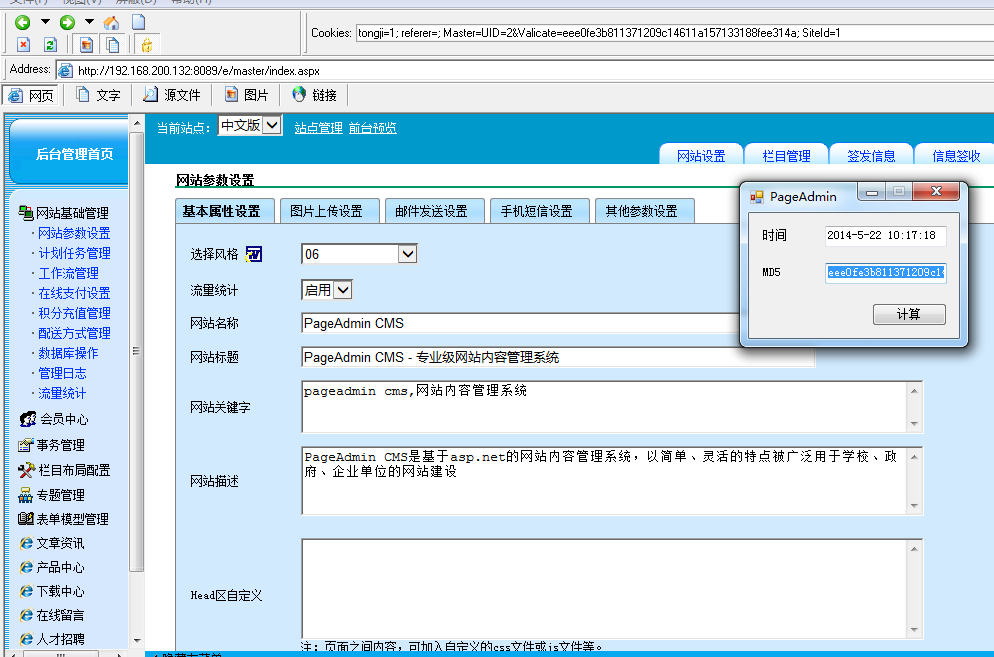 Cookies: tongji=1; referer=; Master=UID=2&Valicate=eee0fe3b811371209c14611a157133188fee314a; SiteId=1
Address: http://192.168.200.132:8089/e/master/index.aspx
网页 文字 源文件 图片 链接
当前站点: 中文版 站点管理 前台预览
后台管理首页
网站设置 栏目管理 签发信息 信息签收
网站参数设置
基本属性设置 图片上传设置 邮件发送设置 手机短信设置 其他参数设置
网站基础管理
·网站参数设置
·计划任务管理
·工作流管理
·在线支付设置
·积分充值管理
·配送方式管理
·数据库操作
·管理日志
·流量统计
会员中心
事务管理
栏目布局配置
专题管理
表单模型管理
文章资讯
产品中心
下载中心
在线留言
人才招聘
选择风格 06
流量统计 启用
网站名称 PageAdmin CMS
网站标题 PageAdmin CMS - 专业级网站内容管理系统
网站关键字 pageadmin cms,网站内容管理系统
网站描述 PageAdmin CMS是基于asp.net的网站内容管理系统，以简单、灵活的特点被广泛用于学校、政
府、企业单位的网站建设
Head区自定义
注：页面之间内容，可加入自定义的css文件或js文件等。
PageAdmin
时间 2014-5-22 10:17:18
MD5 eee0fe3b811371209c14
计算